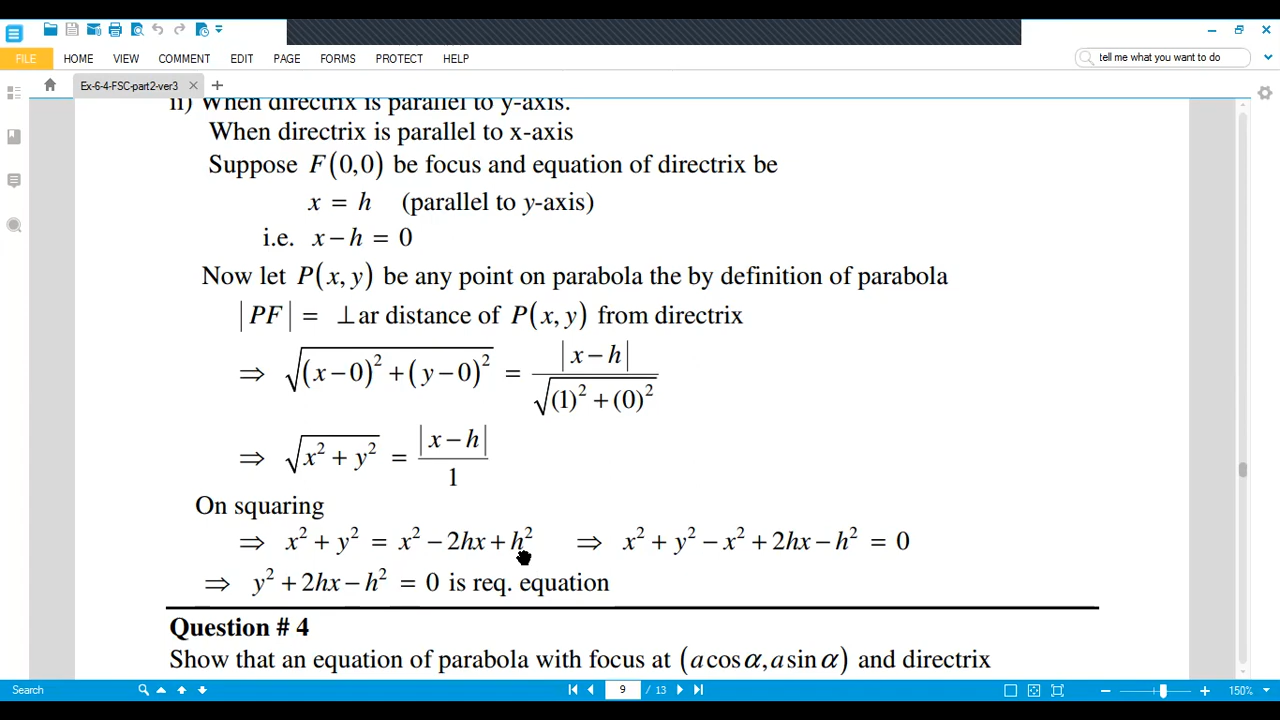 FILE HOME VIEW COMMENT EDIT PAGE FORMS PROTECT HELP tell me what you want to do
Ex-6-4-FSC-part2-ver3
ii) When directrix is parallel to y-axis.
When directrix is parallel to x-axis
Suppose F(0,0) be focus and equation of directrix be
x = h (parallel to y-axis)
i.e. x − h = 0
Now let P(x, y) be any point on parabola the by definition of parabola
|PF| = ⊥ar distance of P(x, y) from directrix
⇒ √((x−0)² + (y−0)²) = |x−h| / √((1)² + (0)²)
⇒ √(x² + y²) = |x−h| / 1
On squaring
⇒ x² + y² = x² − 2hx + h² ⇒ x² + y² − x² + 2hx − h² = 0
⇒ y² + 2hx − h² = 0 is req. equation
Question # 4
Show that an equation of parabola with focus at (a cos α, a sin α) and directrix
Search 9 / 13 150%